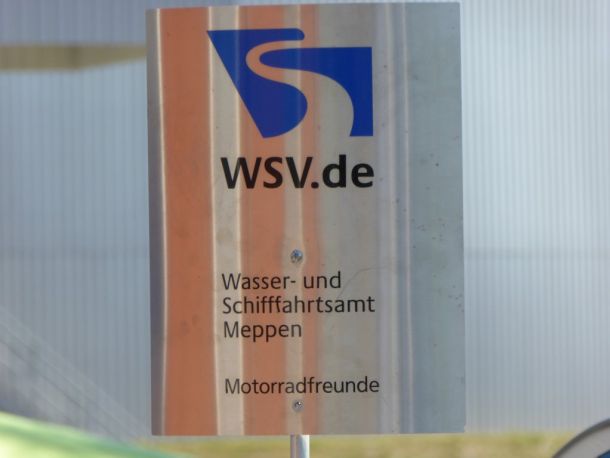 WSV.de
Wasser- und
Schifffahrtsamt
Meppen
Motorradfreunde